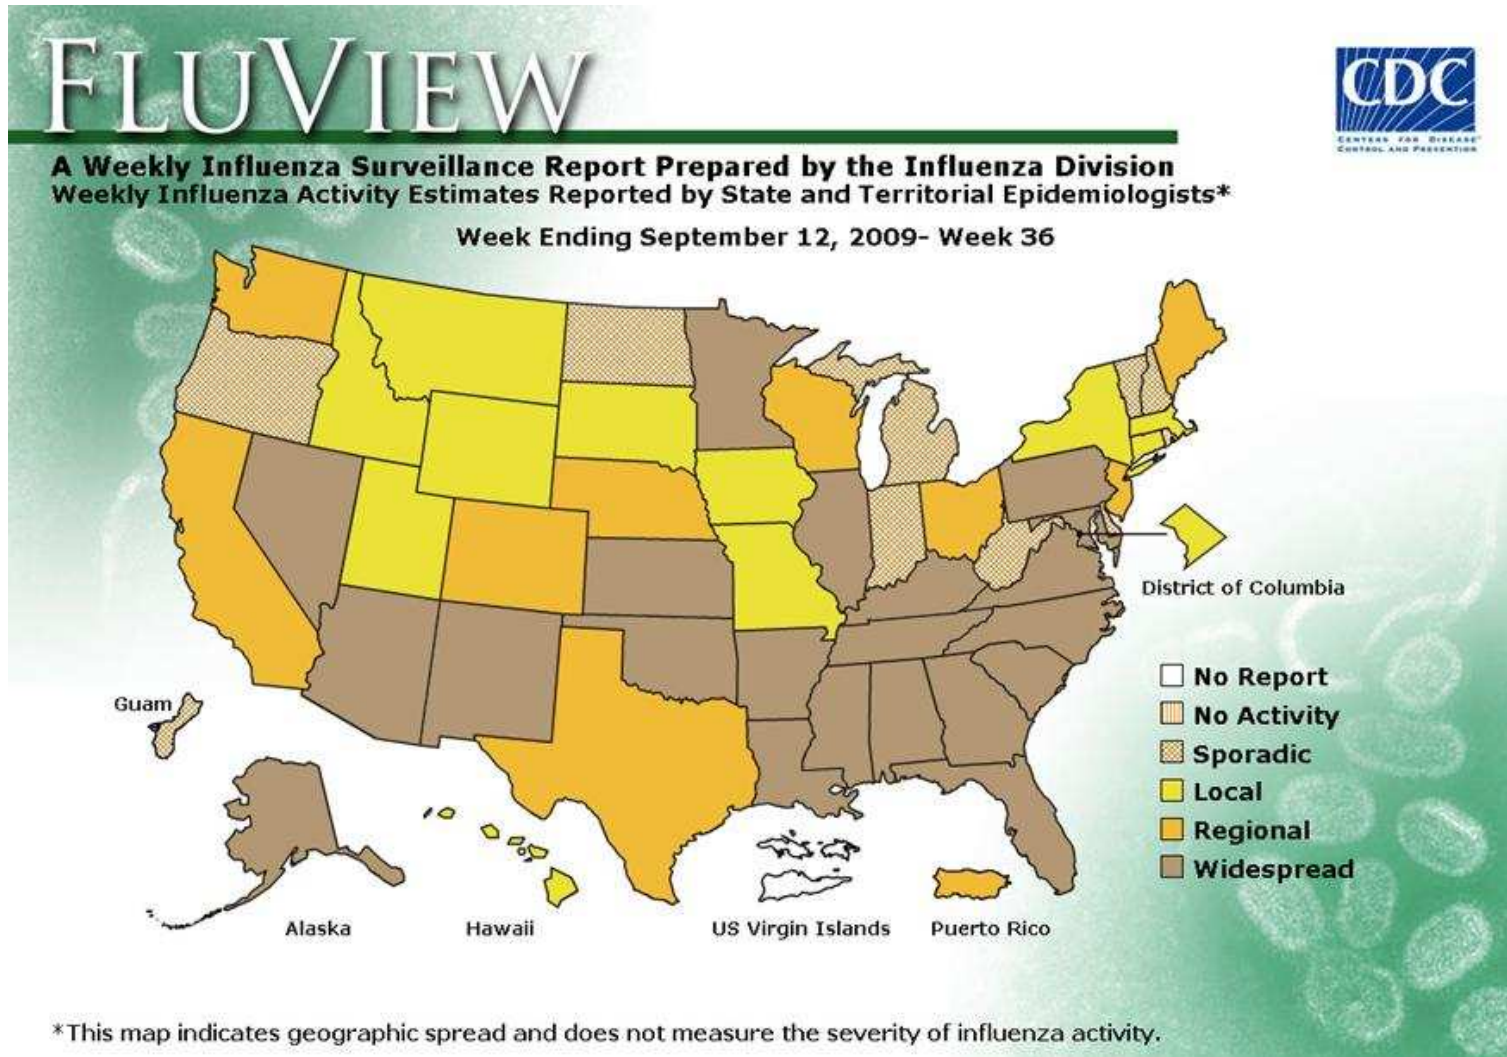 FLUVIEW
CDC
CENTERS FOR DISEASE
CONTROL AND PREVENTION
A Weekly Influenza Surveillance Report Prepared by the Influenza Division
Weekly Influenza Activity Estimates Reported by State and Territorial Epidemiologists*
Week Ending September 12, 2009- Week 36
District of Columbia
No Report
No Activity
Sporadic
Local
Regional
Widespread
Guam
Alaska
Hawaii
US Virgin Islands
Puerto Rico
*This map indicates geographic spread and does not measure the severity of influenza activity.